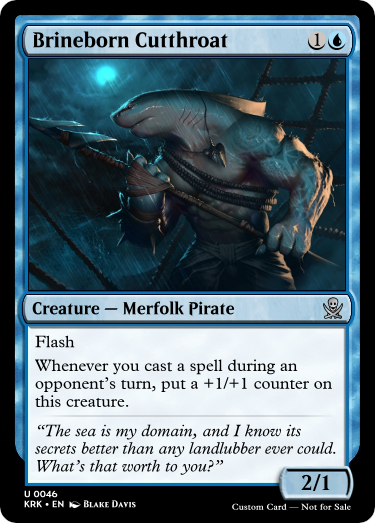 Brineborn Cutthroat 1
Creature — Merfolk Pirate
Flash
Whenever you cast a spell during an
opponent's turn, put a +1/+1 counter on
this creature.
“The sea is my domain, and I know its
secrets better than any landlubber ever could.
What's that worth to you?”
2/1
U 0046
KRK • EN Blake Davis
Custom Card — Not for Sale